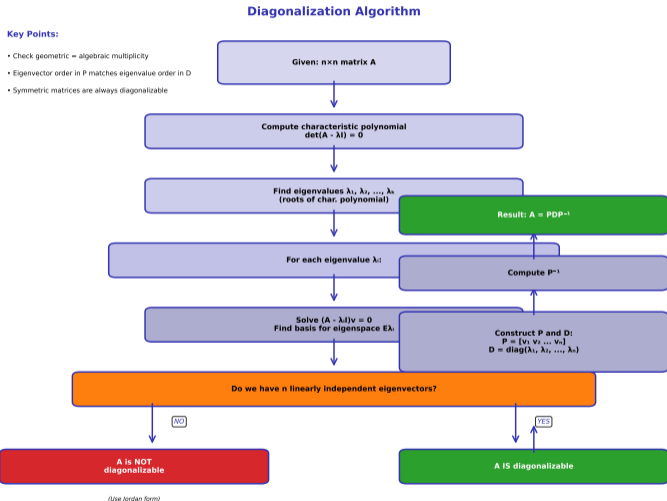 Diagonalization Algorithm
Key Points:
• Check geometric = algebraic multiplicity
• Eigenvector order in P matches eigenvalue order in D
• Symmetric matrices are always diagonalizable
Given: n×n matrix A
Compute characteristic polynomial
det(A - λI) = 0
Find eigenvalues λ₁, λ₂, ..., λₙ
(roots of char. polynomial)
For each eigenvalue λᵢ:
Solve (A - λᵢI)v = 0
Find basis for eigenspace Eλᵢ
Result: A = PDP⁻¹
Compute P⁻¹
Construct P and D:
P = [v₁ v₂ ... vₙ]
D = diag(λ₁, λ₂, ..., λₙ)
Do we have n linearly independent eigenvectors?
NO
YES
A is NOT
diagonalizable
A IS diagonalizable
(Use Jordan form)